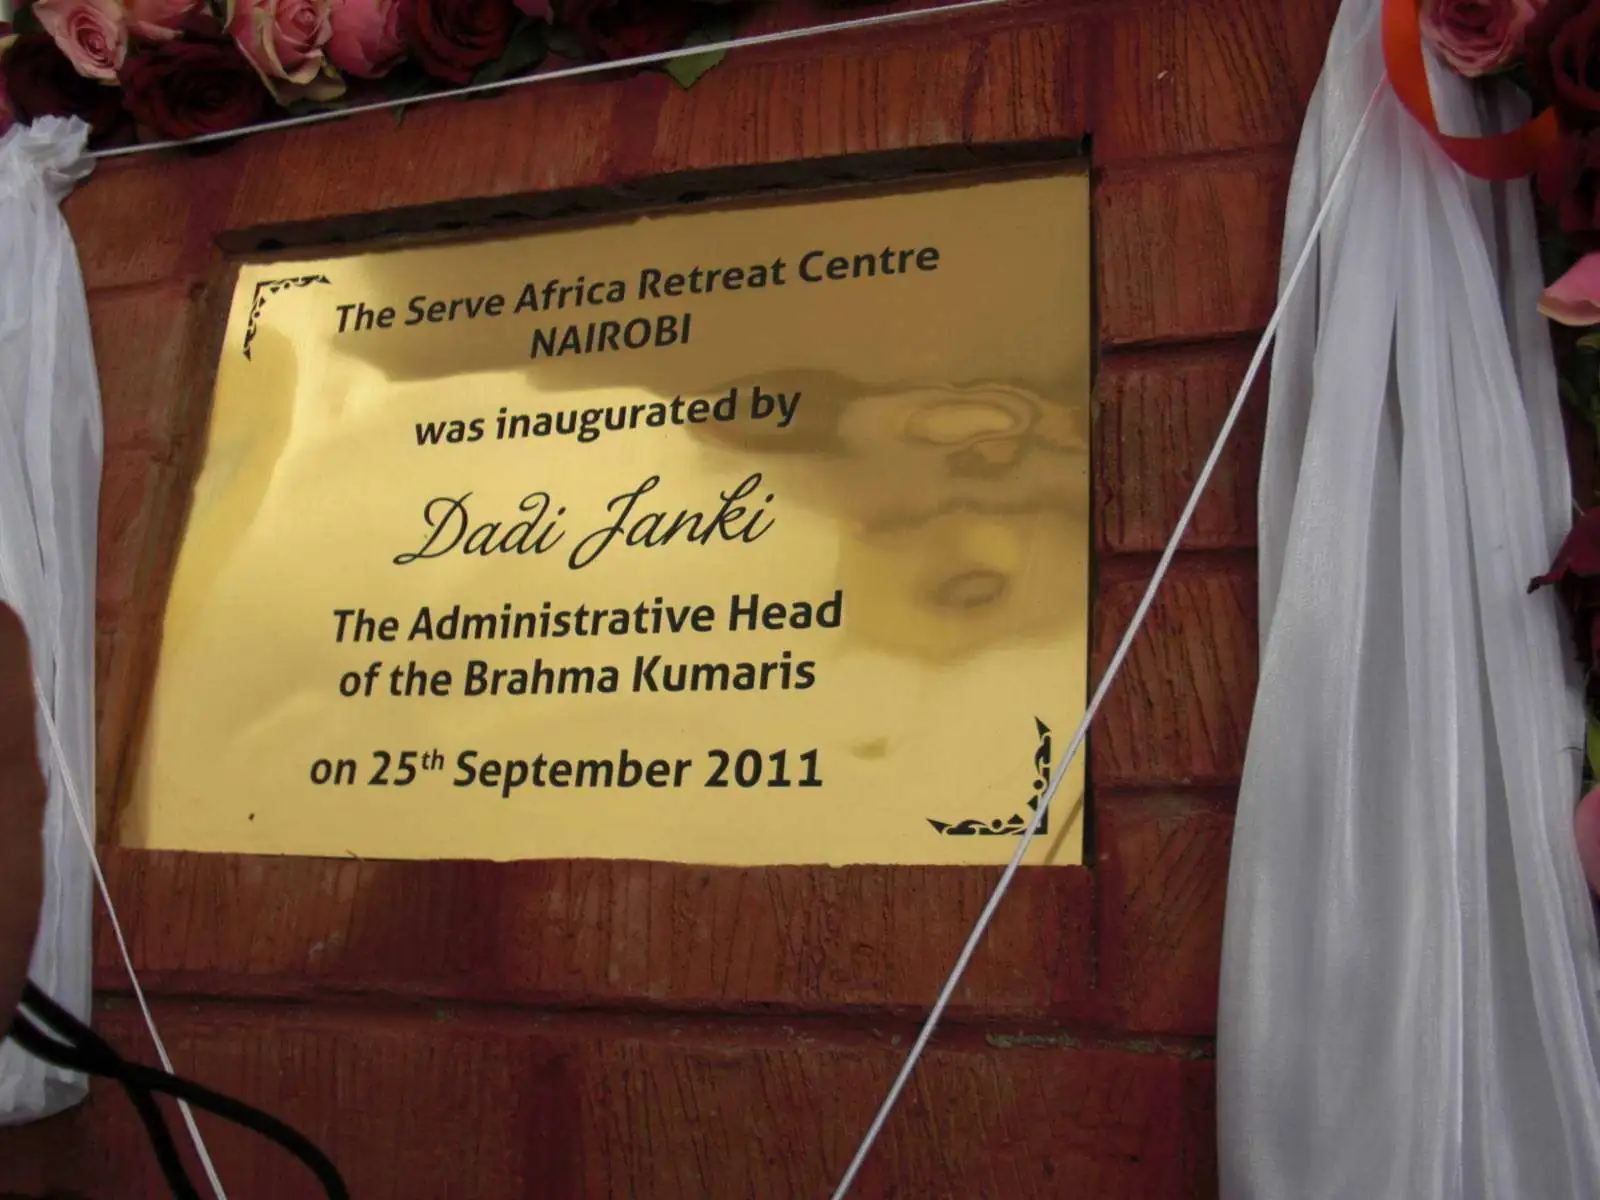 The Serve Africa Retreat Centre
NAIROBI
was inaugurated by
Dadi Janki
The Administrative Head
of the Brahma Kumaris
on 25th September 2011